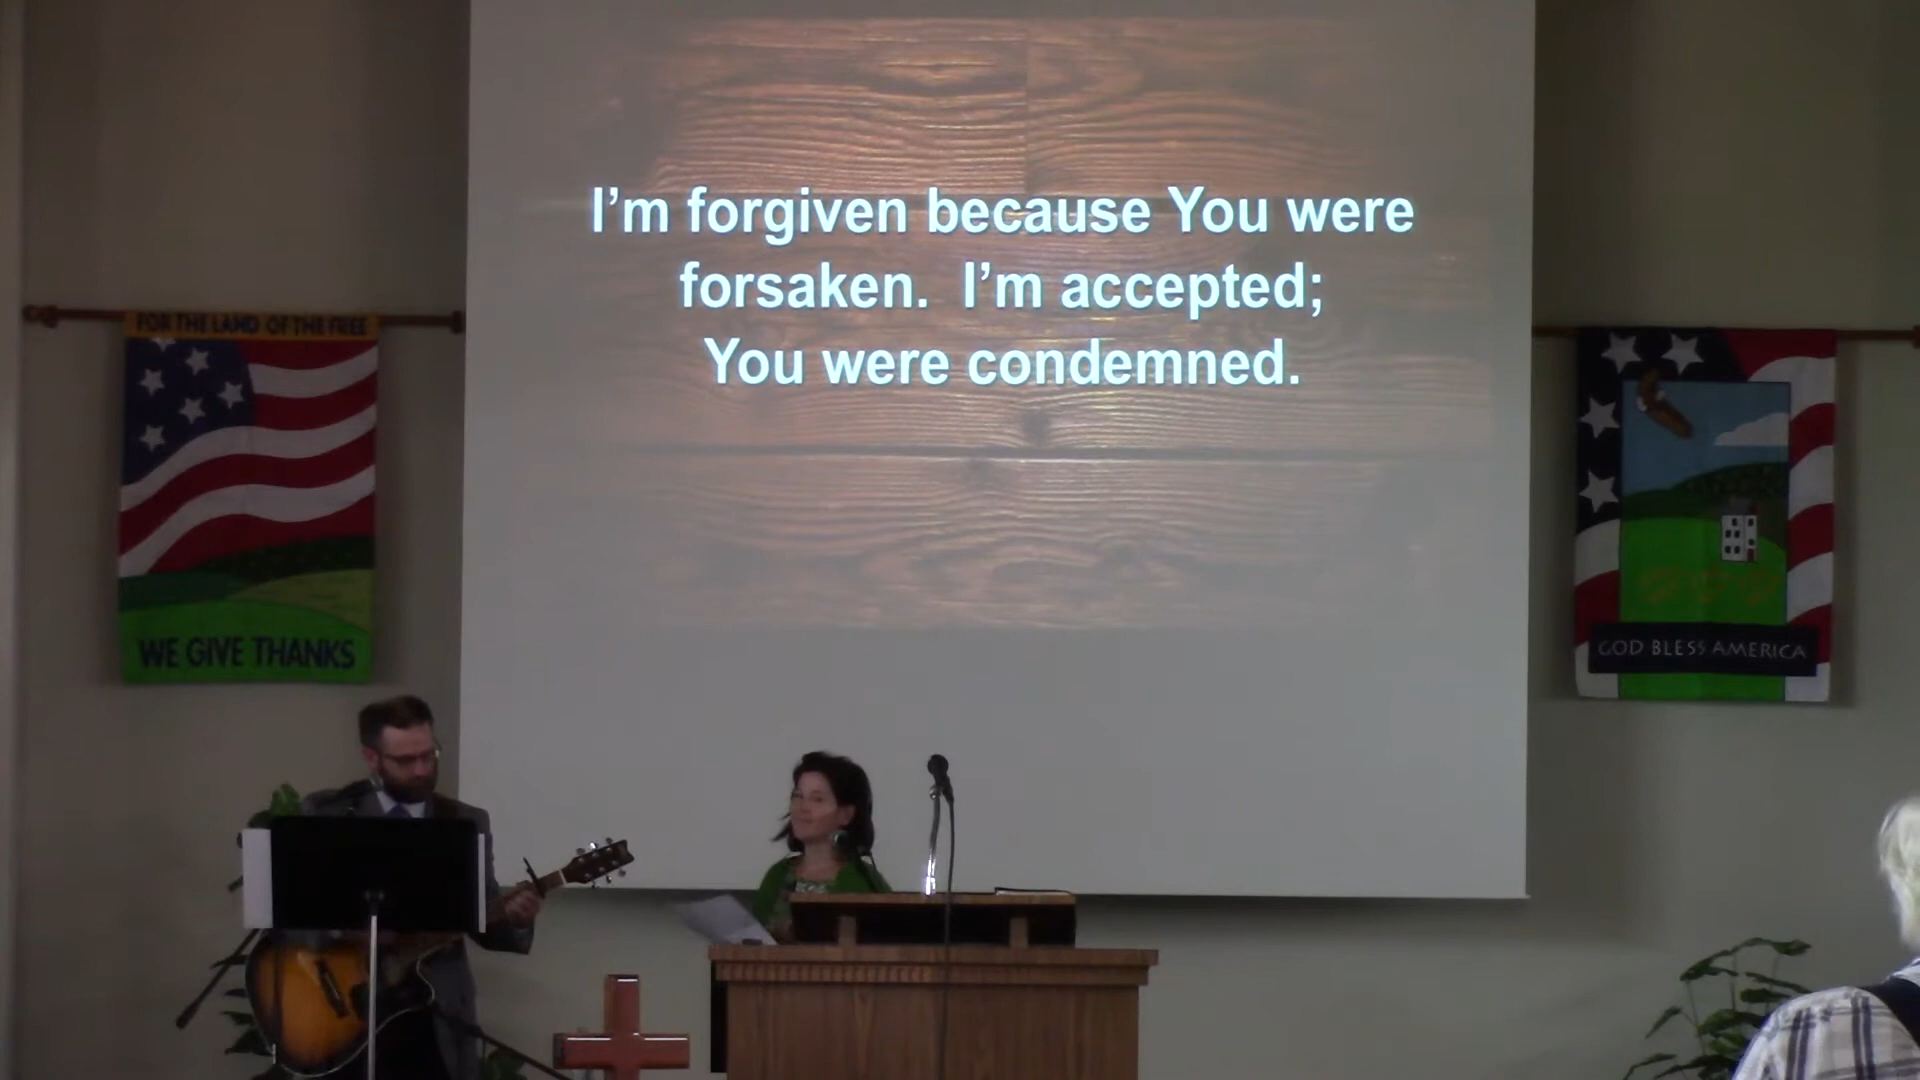 I'm forgiven because You were
forsaken.  I'm accepted;
You were condemned.
FOR THE LAND OF THE FREE
WE GIVE THANKS
GOD BLESS AMERICA